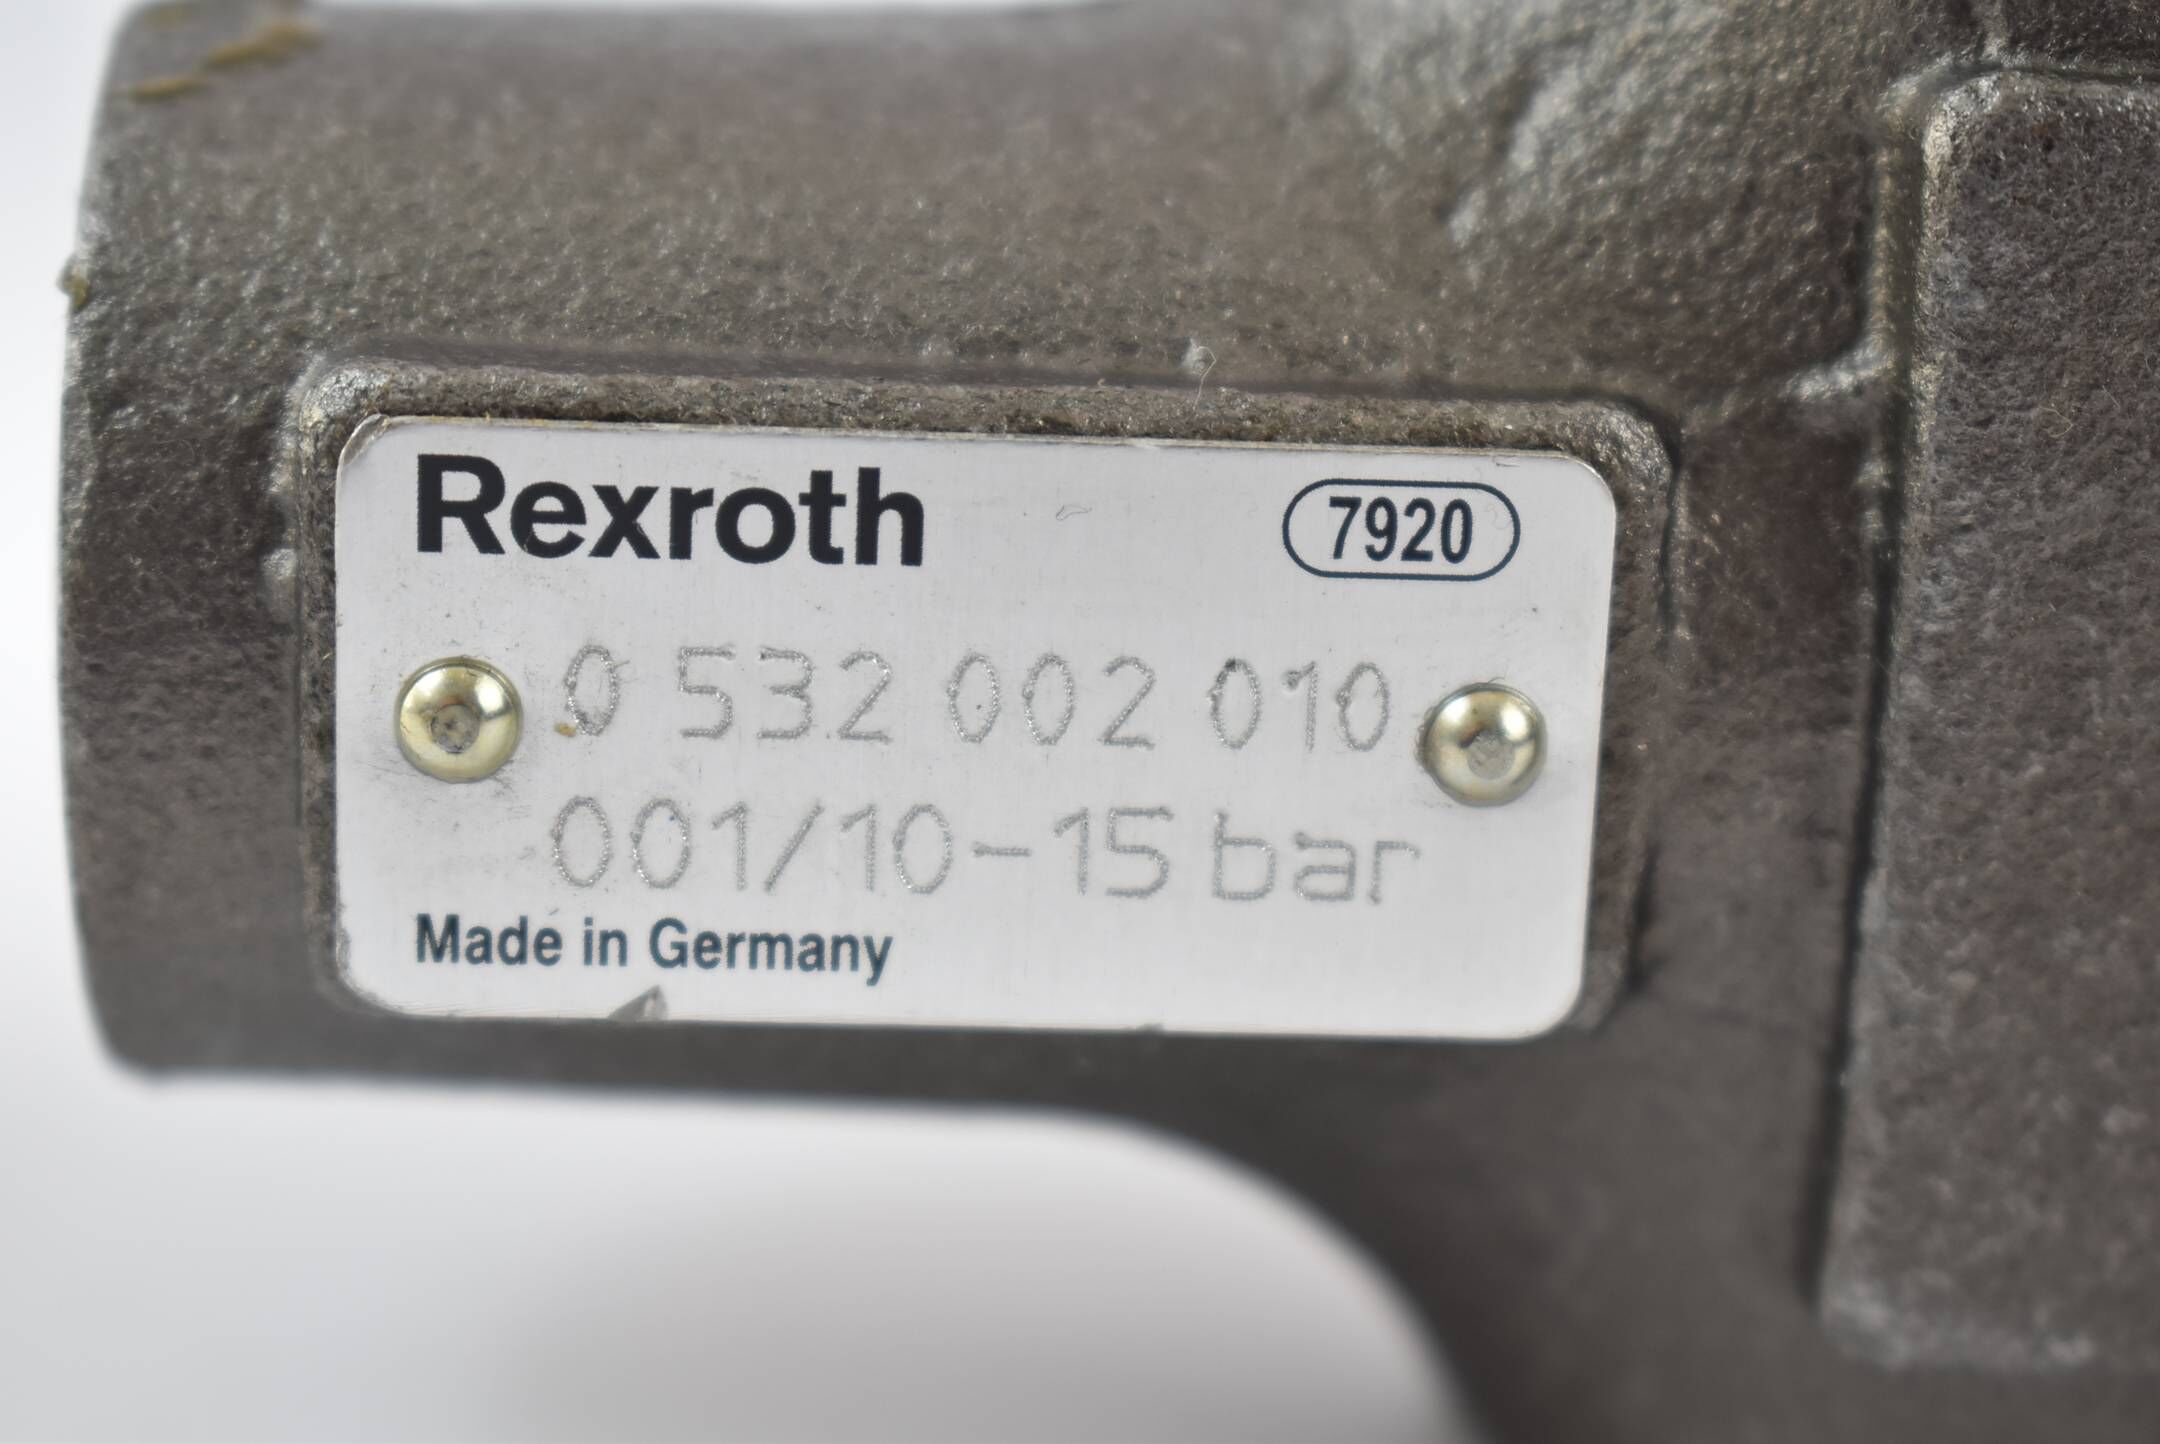 Rexroth 7920
0 532 002 010
001/10-15 bar
Made in Germany